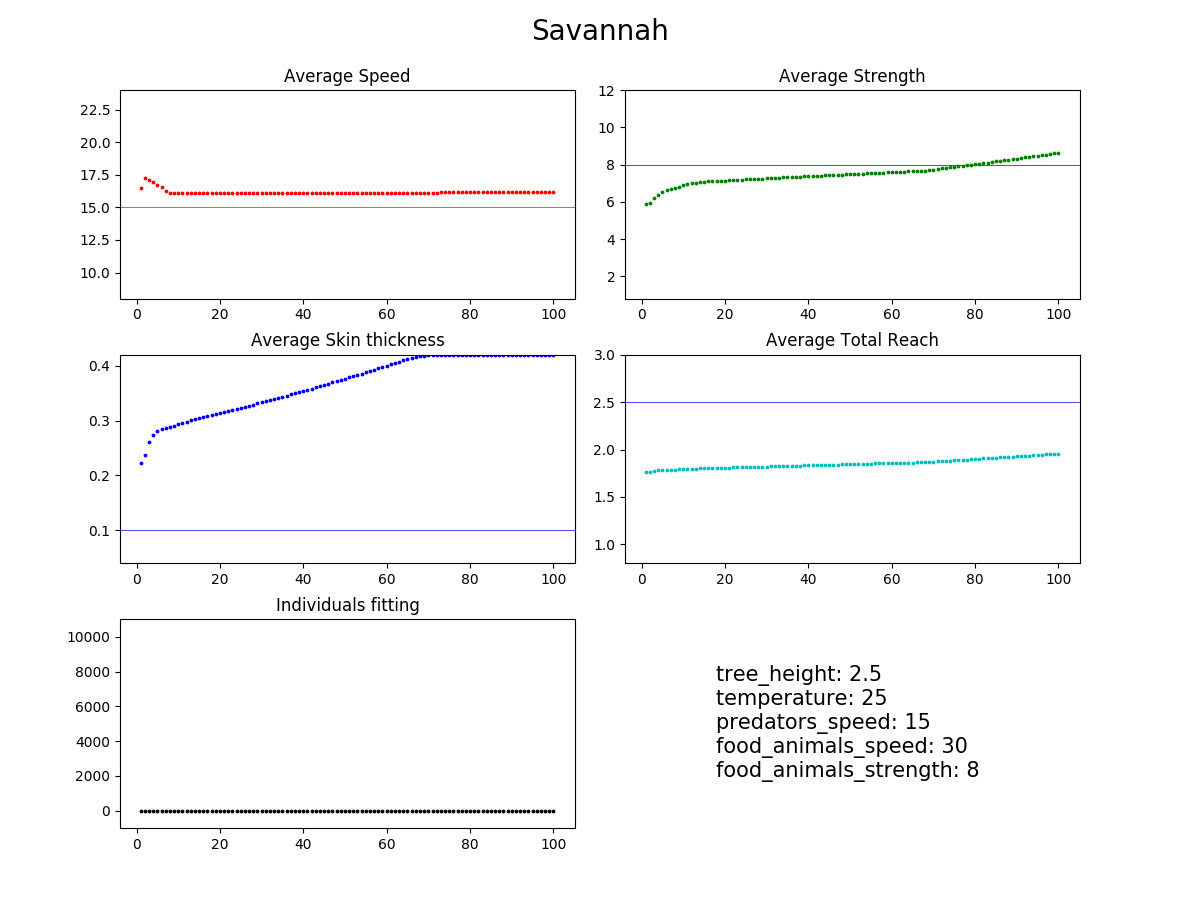 Savannah
Average Speed
22.5
20.0
17.5
15.0
12.5
10.0
0 20 40 60 80 100
Average Strength
12
10
8
6
4
2
0 20 40 60 80 100
Average Skin thickness
0.4
0.3
0.2
0.1
0 20 40 60 80 100
Average Total Reach
3.0
2.5
2.0
1.5
1.0
0 20 40 60 80 100
Individuals fitting
10000
8000
6000
4000
2000
0
0 20 40 60 80 100
tree_height: 2.5
temperature: 25
predators_speed: 15
food_animals_speed: 30
food_animals_strength: 8